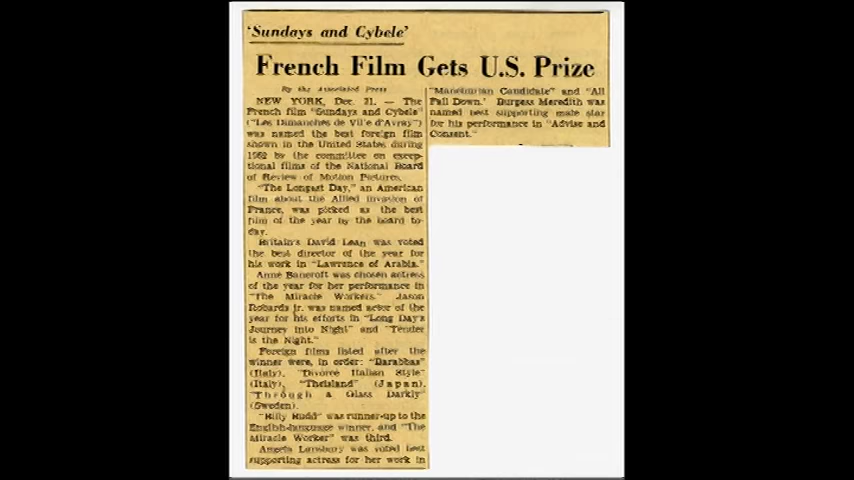 'Sundays and Cybele'
French Film Gets U.S. Prize
By the Associated Press
NEW YORK, Dec. 21. — The
French film "Sundays and Cybele"
("Les Dimanches de Ville d'Avray")
was named the best foreign film
shown in the United States during
1962 by the committee on excep-
tional films of the National Board
of Review of Motion Pictures.
"The Longest Day," an American
film about the Allied invasion of
France, was picked as the best
film of the year by the board to-
day.
Britain's David Lean was voted
the best director of the year for
his work in "Lawrence of Arabia."
Anne Bancroft was chosen actress
of the year for her performance in
"The Miracle Workers." Jason
Robards jr. was named actor of the
year for his efforts in "Long Day's
Journey into Night" and "Tender
is the Night."
Foreign films listed after the
winner were, in order: "Barabbas"
(Italy), "Divorce Italian Style"
(Italy), "Theisland" (Japan),
"Through a Glass Darkly"
(Sweden).
"Billy Budd" was runner-up to the
English-language winner, and "The
Miracle Worker" was third.
Angela Lansbury was voted best
supporting actress for her work in
"Manchurian Candidate" and "All
Fall Down." Burgess Meredith was
named best supporting male star
for his performance in "Advise and
Consent."